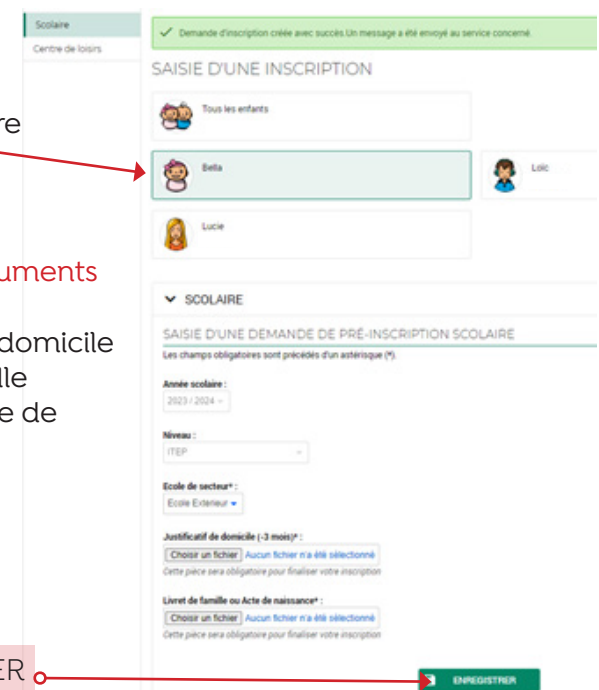 Scolaire
Centre de loisirs
Demande d'inscription créée avec succès.Un message a été envoyé au service concerné.
SAISIE D'UNE INSCRIPTION
Tous les enfants
Bella
Loïc
Lucie
SCOLAIRE
SAISIE D'UNE DEMANDE DE PRÉ-INSCRIPTION SCOLAIRE
Les champs obligatoires sont précédés d'un astérisque (*).
Année scolaire :
2023 / 2024
Niveau :
ITEP
Ecole de secteur* :
Ecole Exterieur
Justificatif de domicile (-3 mois)* :
Choisir un fichier Aucun fichier n'a été sélectionné
Cette pièce sera obligatoire pour finaliser votre inscription
Livret de famille ou Acte de naissance* :
Choisir un fichier Aucun fichier n'a été sélectionné
Cette pièce sera obligatoire pour finaliser votre inscription
ENREGISTRER
re
uments
domicile
lle
e de
ER